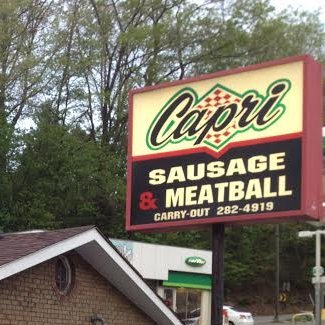 Capri
SAUSAGE
& MEATBALL
CARRY-OUT 282-4919